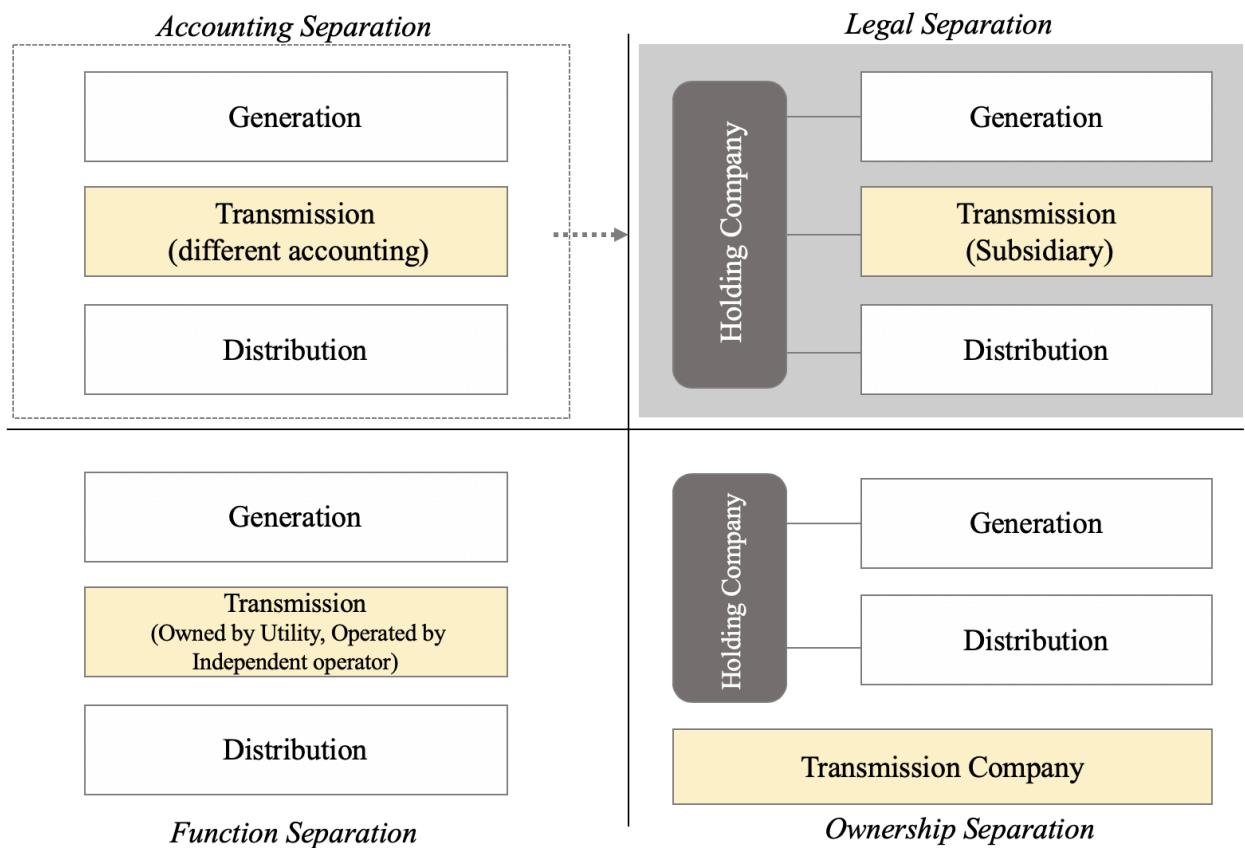 Accounting Separation
Generation
Transmission
(different accounting)
Distribution
Legal Separation
Holding Company
Generation
Transmission
(Subsidiary)
Distribution
Generation
Transmission
(Owned by Utility, Operated by
Independent operator)
Distribution
Function Separation
Holding Company
Generation
Distribution
Transmission Company
Ownership Separation